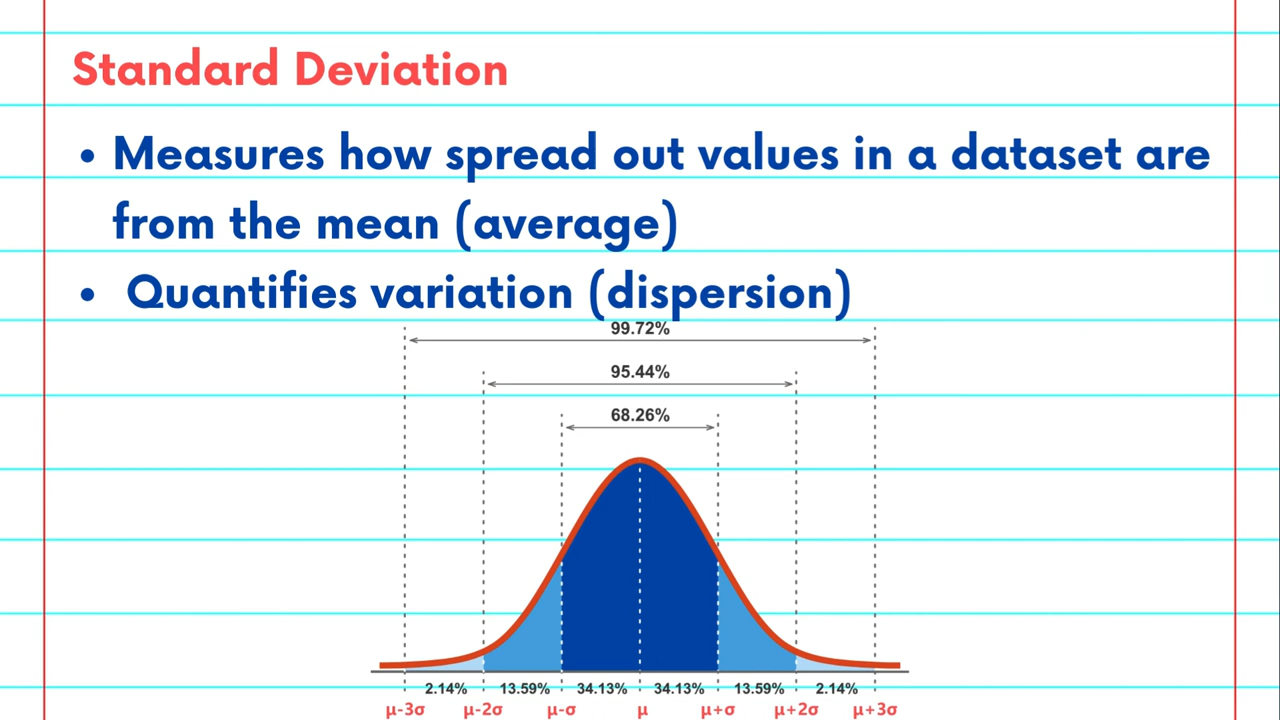 Standard Deviation
• Measures how spread out values in a dataset are
from the mean (average)
• Quantifies variation (dispersion)
99.72%
95.44%
68.26%
2.14% 13.59% 34.13% 34.13% 13.59% 2.14%
μ-3σ μ-2σ μ-σ μ μ+σ μ+2σ μ+3σ